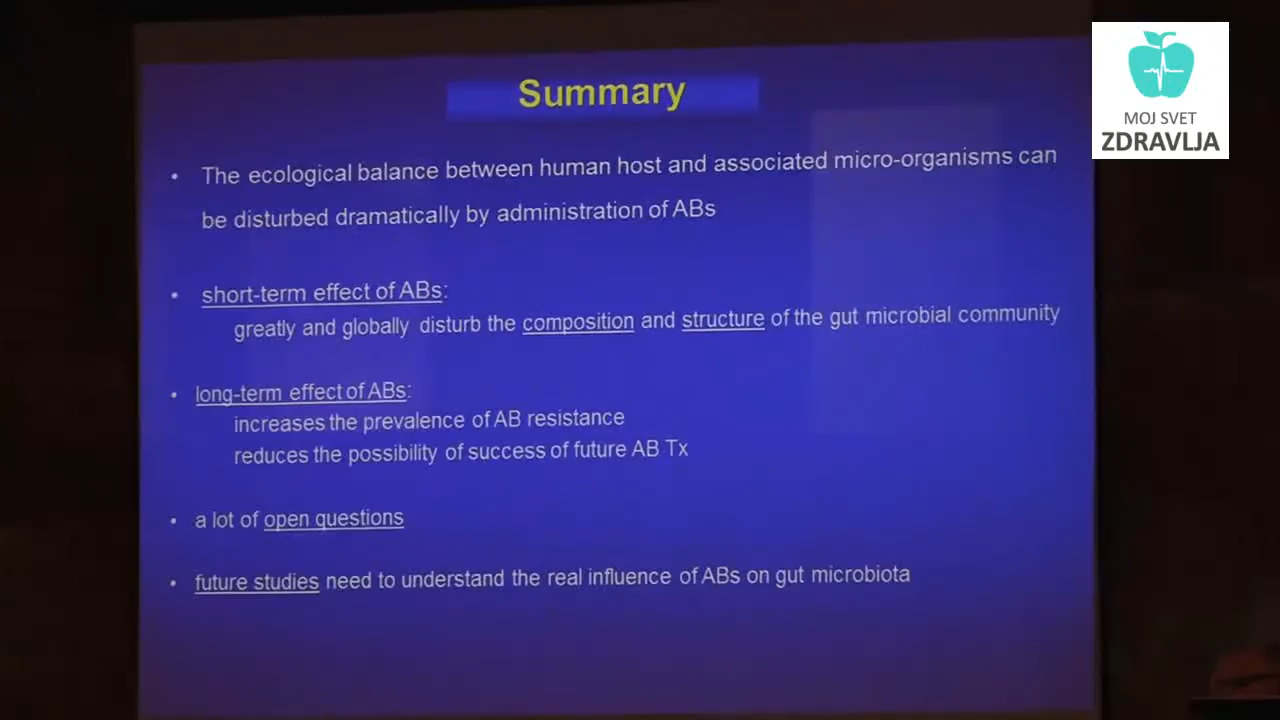 Summary
• The ecological balance between human host and associated micro-organisms can
be disturbed dramatically by administration of ABs
• short-term effect of ABs:
greatly and globally disturb the composition and structure of the gut microbial community
• long-term effect of ABs:
increases the prevalence of AB resistance
reduces the possibility of success of future AB Tx
• a lot of open questions
• future studies need to understand the real influence of ABs on gut microbiota
MOJ SVET
ZDRAVLJA